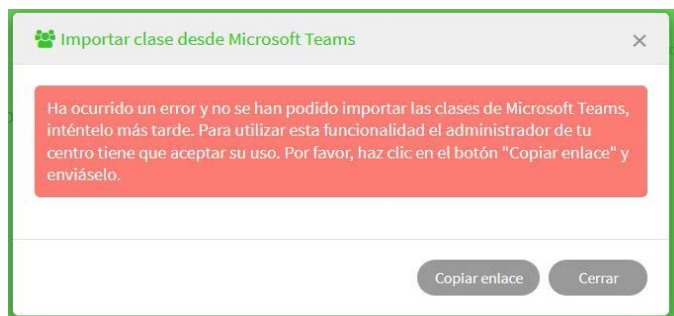 Importar clase desde Microsoft Teams
Ha ocurrido un error y no se han podido importar las clases de Microsoft Teams,
inténtelo más tarde. Para utilizar esta funcionalidad el administrador de tu
centro tiene que aceptar su uso. Por favor, haz clic en el botón "Copiar enlace" y
enviáselo.
Copiar enlace
Cerrar